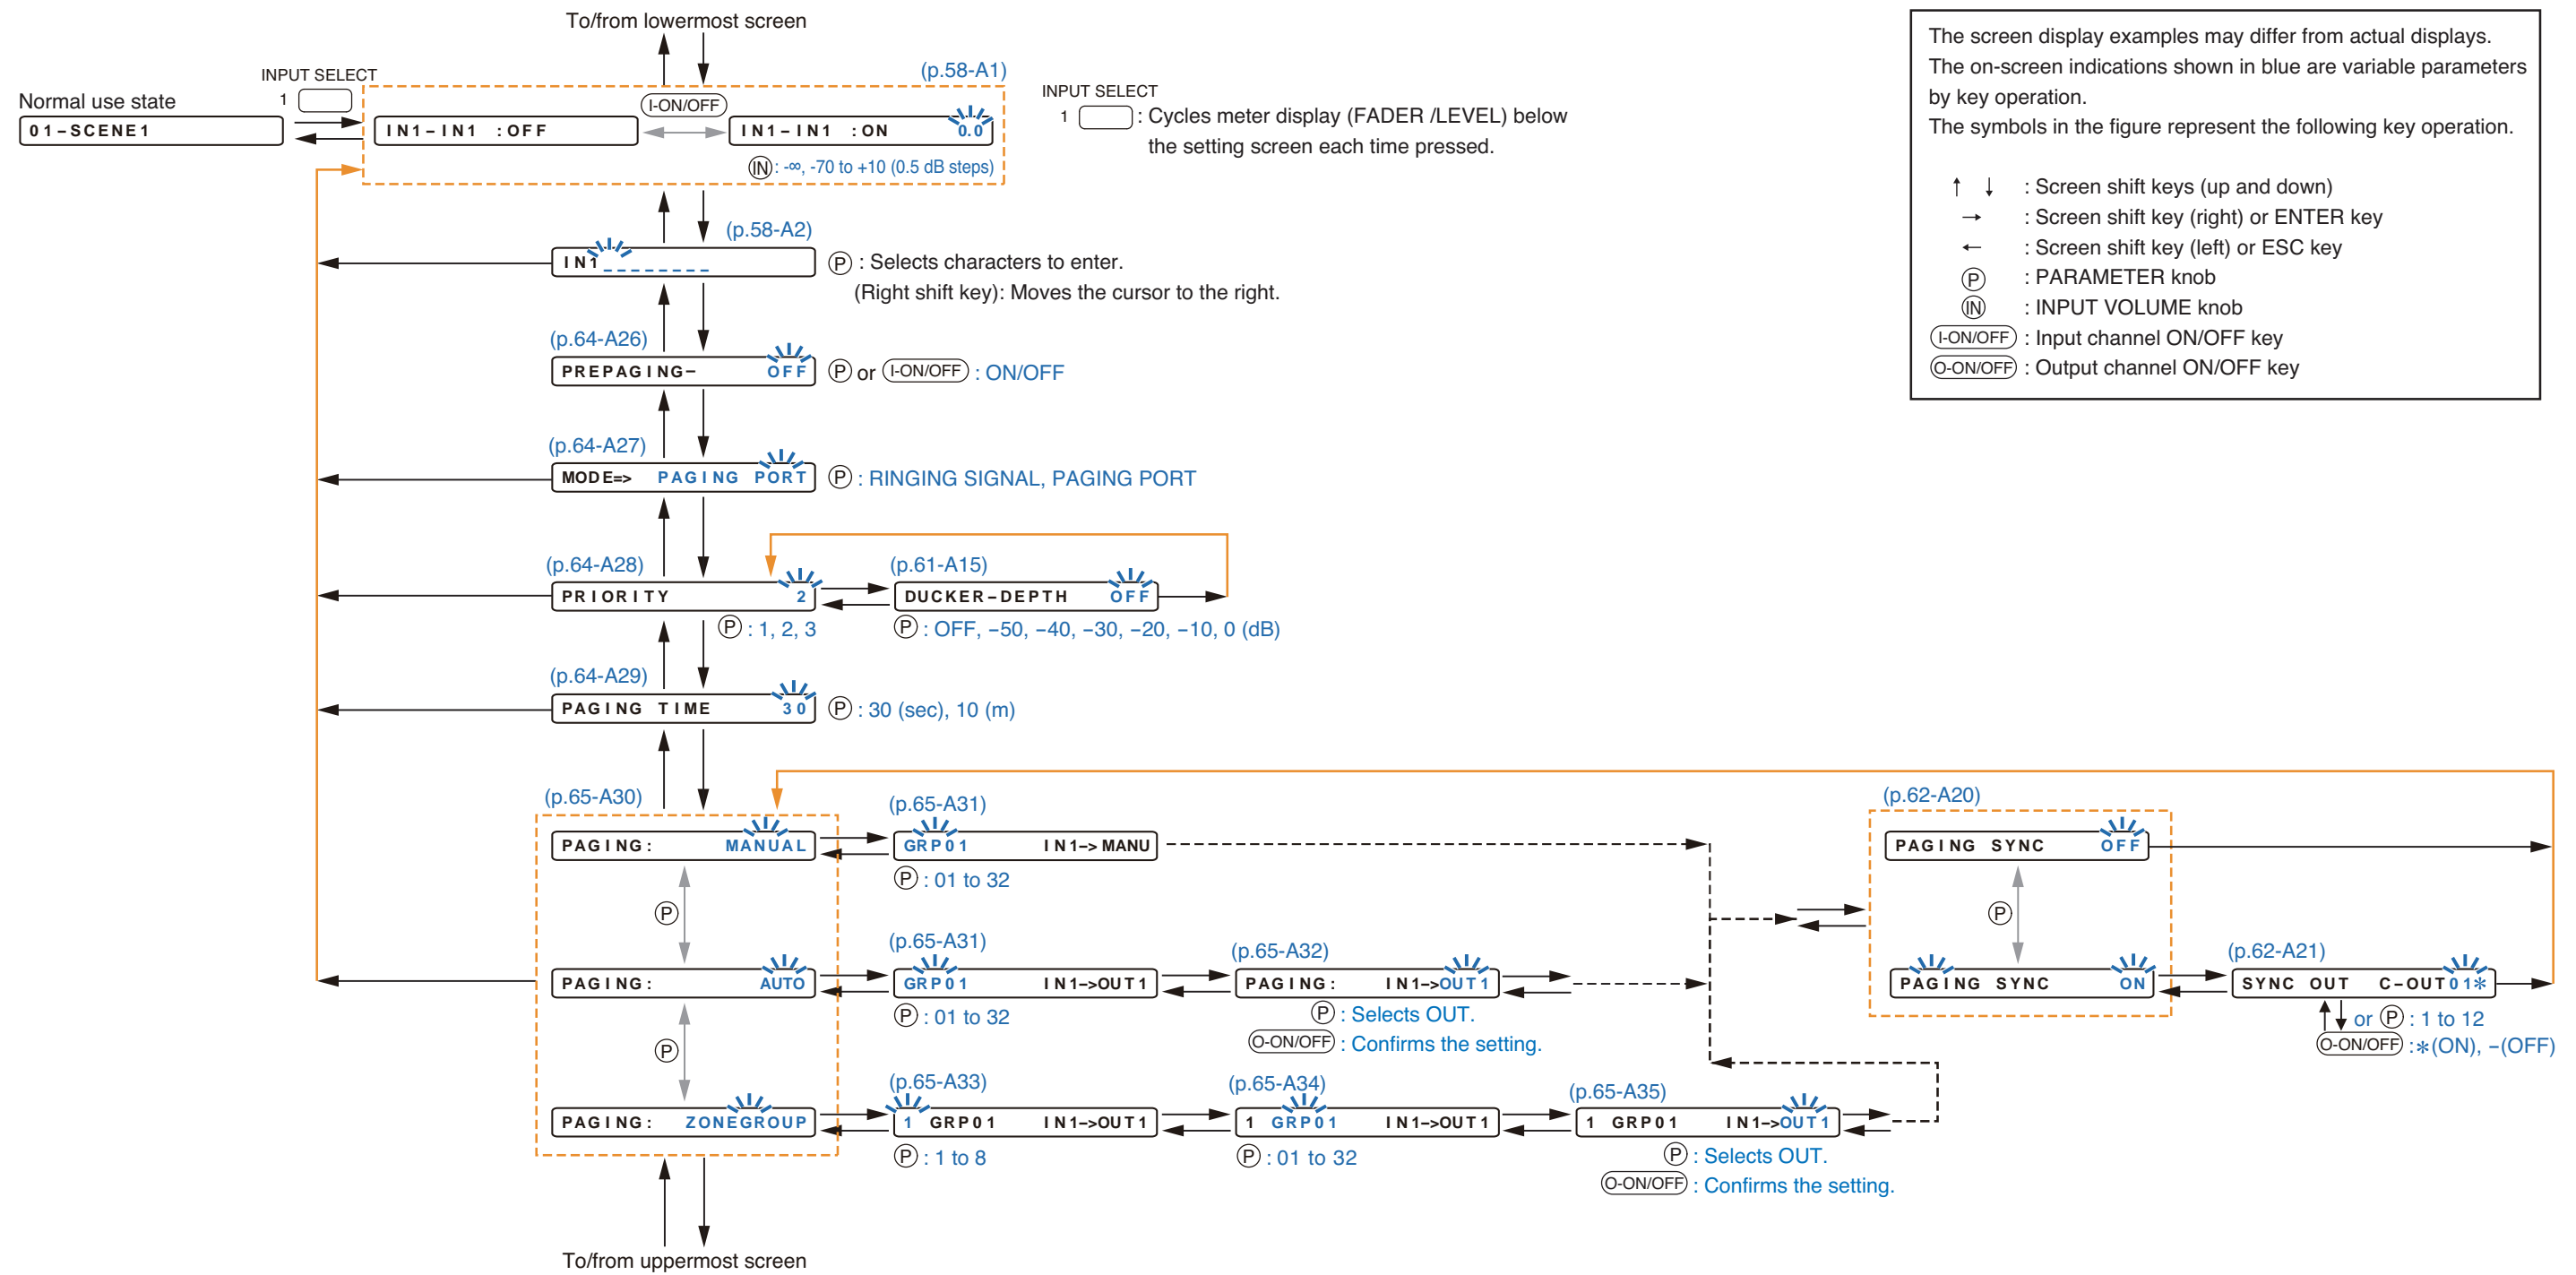 To/from lowermost screen
INPUT SELECT
1
Normal use state
01-SCENE1
(p.58-A1)
I-ON/OFF
IN1-IN1 :OFF
IN1-IN1 :ON 0.0
IN : -∞, -70 to +10 (0.5 dB steps)
INPUT SELECT
1 : Cycles meter display (FADER /LEVEL) below
the setting screen each time pressed.
The screen display examples may differ from actual displays.
The on-screen indications shown in blue are variable parameters
by key operation.
The symbols in the figure represent the following key operation.
↑ ↓ : Screen shift keys (up and down)
→ : Screen shift key (right) or ENTER key
← : Screen shift key (left) or ESC key
P : PARAMETER knob
IN : INPUT VOLUME knob
I-ON/OFF : Input channel ON/OFF key
O-ON/OFF : Output channel ON/OFF key
(p.58-A2)
IN1_ _ _ _ _ _ _ _
P : Selects characters to enter.
(Right shift key): Moves the cursor to the right.
(p.64-A26)
PREPAGING- OFF
P or I-ON/OFF : ON/OFF
(p.64-A27)
MODE=> PAGING PORT
P : RINGING SIGNAL, PAGING PORT
(p.64-A28)
PRIORITY 2
P : 1, 2, 3
(p.61-A15)
DUCKER-DEPTH OFF
P : OFF, −50, −40, −30, −20, −10, 0 (dB)
(p.64-A29)
PAGING TIME 30
P : 30 (sec), 10 (m)
(p.65-A30)
PAGING: MANUAL
(p.65-A31)
GRP01 IN1->MANU
P : 01 to 32
(p.62-A20)
PAGING SYNC OFF
P
P
PAGING: AUTO
(p.65-A31)
GRP01 IN1->OUT1
P : 01 to 32
(p.65-A32)
PAGING: IN1->OUT1
P : Selects OUT.
O-ON/OFF : Confirms the setting.
PAGING SYNC ON
(p.62-A21)
SYNC OUT C-OUT01*
or P : 1 to 12
O-ON/OFF :*(ON), −(OFF)
P
PAGING: ZONEGROUP
(p.65-A33)
1 GRP01 IN1->OUT1
P : 1 to 8
(p.65-A34)
1 GRP01 IN1->OUT1
P : 01 to 32
(p.65-A35)
1 GRP01 IN1->OUT1
P : Selects OUT.
O-ON/OFF : Confirms the setting.
To/from uppermost screen